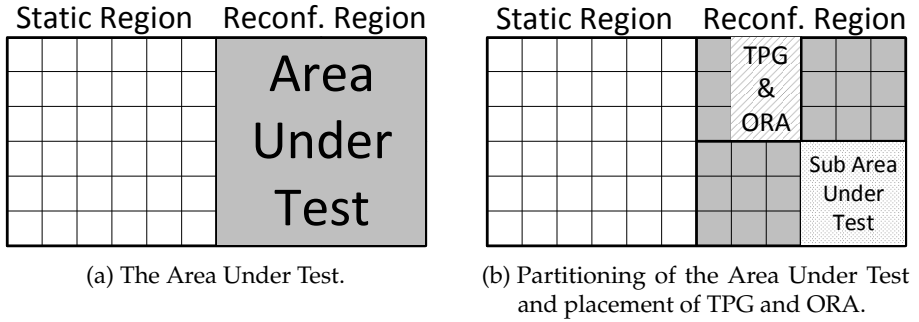 Static Region Reconf. Region
Area
Under
Test
(a) The Area Under Test.
Static Region Reconf. Region
TPG
&
ORA
Sub Area
Under
Test
(b) Partitioning of the Area Under Test
and placement of TPG and ORA.